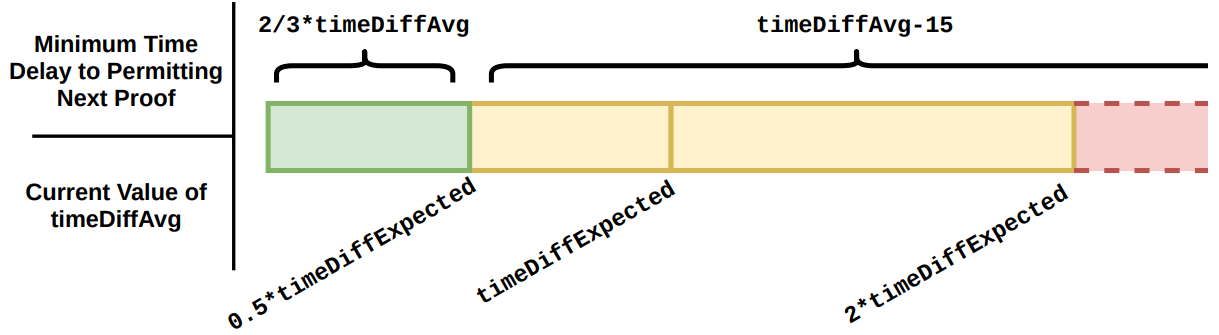 2/3*timeDiffAvg
timeDiffAvg-15
Minimum Time
Delay to Permitting
Next Proof
Current Value of
timeDiffAvg
0.5*timeDiffExpected
timeDiffExpected
2*timeDiffExpected